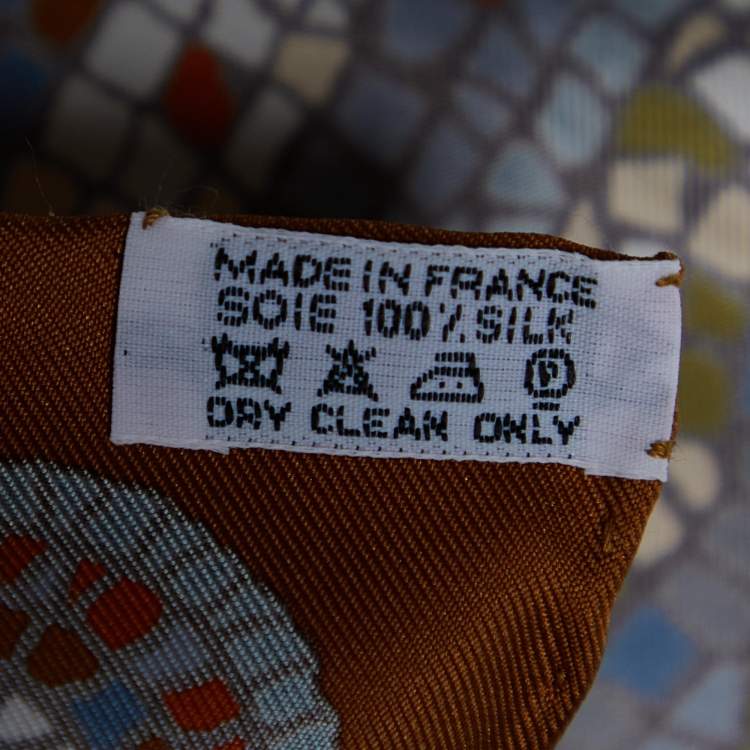 MADE IN FRANCE
SOIE 100% SILK
P
DRY CLEAN ONLY